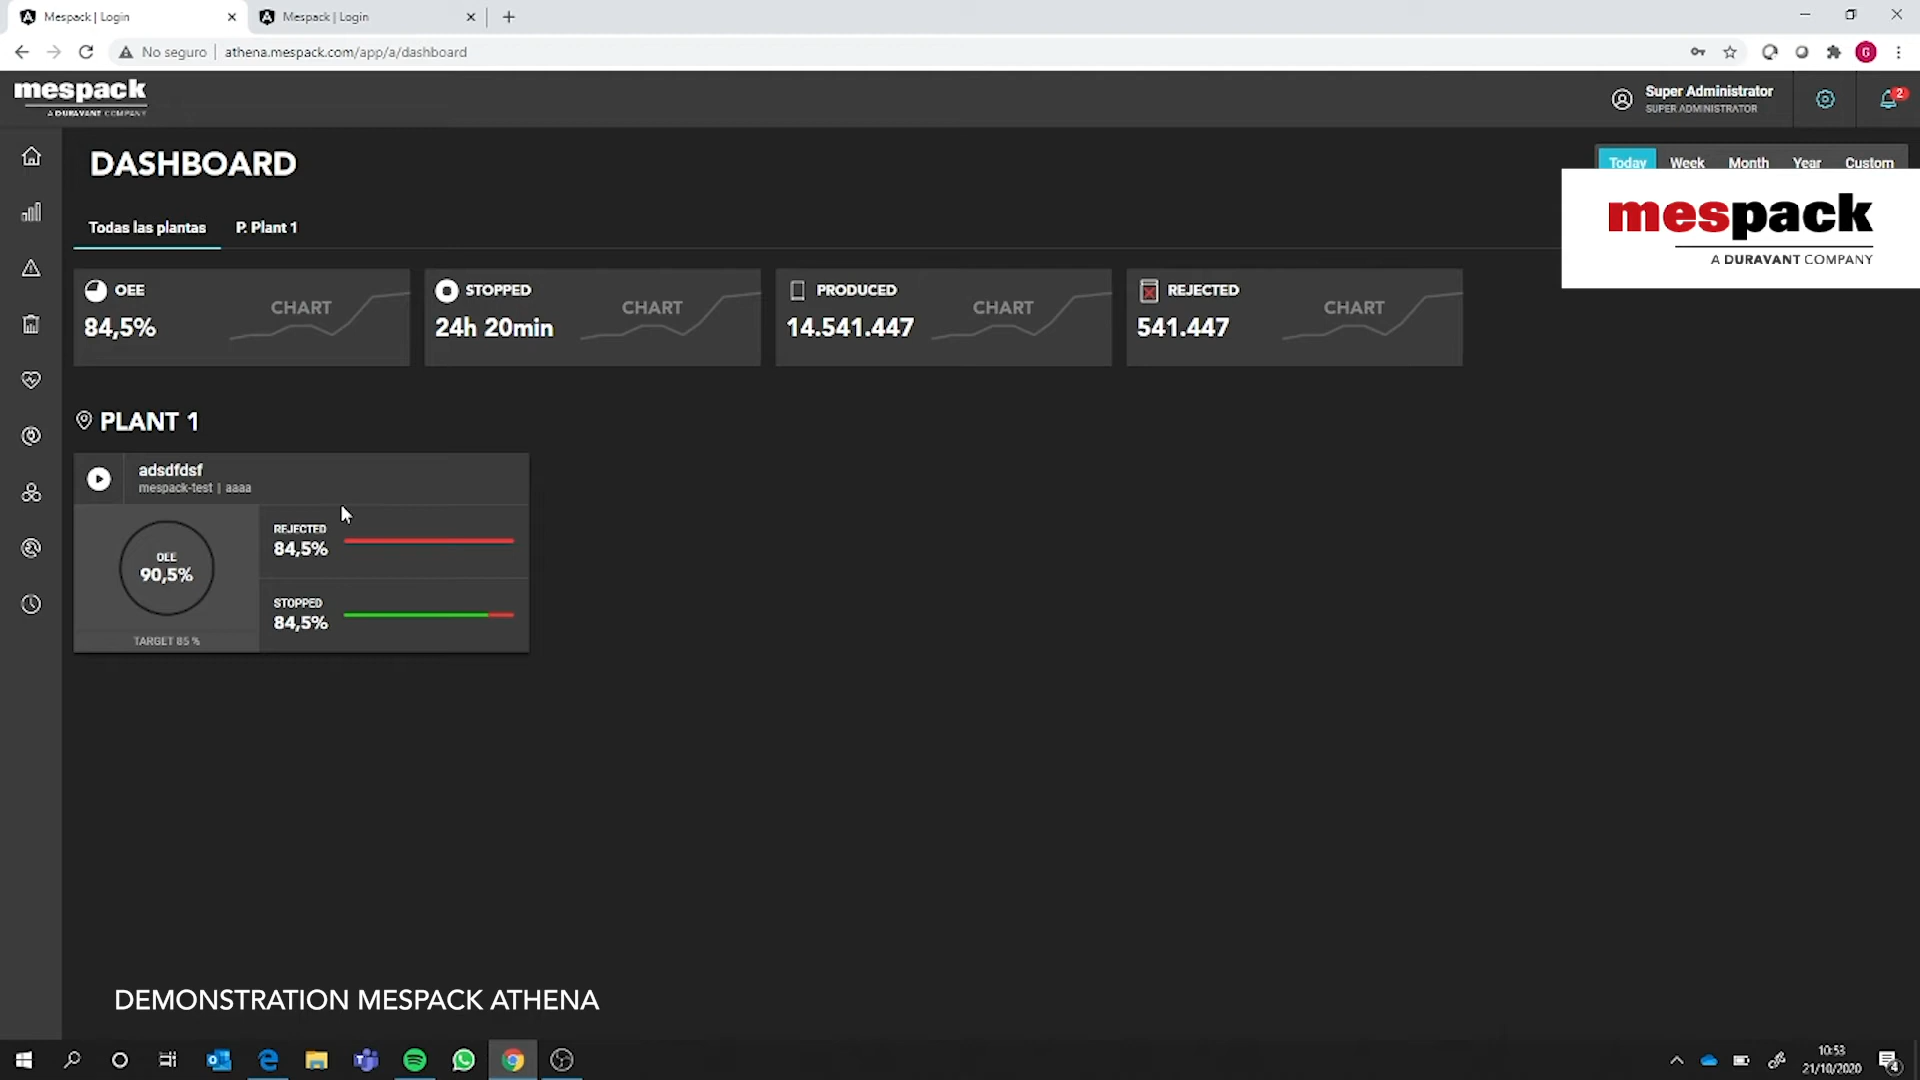 Mespack | Login
Mespack | Login
No seguro
athena.mespack.com/app/a/dashboard
G
mespack
A DURAVANT COMPANY
Super Administrator
SUPER ADMINISTRATOR
2
DASHBOARD
Today Week Month Year Custom
mespack
A DURAVANT COMPANY
Todas las plantas P. Plant 1
OEE
CHART
84,5%
STOPPED
CHART
24h 20min
PRODUCED
CHART
14.541.447
REJECTED
CHART
541.447
PLANT 1
adsdfdsf
mespack-test | aaaa
OEE
90,5%
TARGET 85 %
REJECTED
84,5%
STOPPED
84,5%
DEMONSTRATION MESPACK ATHENA
10:53
21/10/2020
4